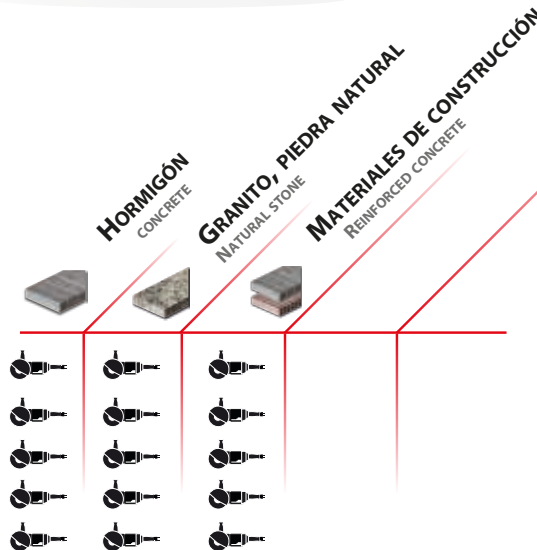 HORMIGÓN
CONCRETE
GRANITO, PIEDRA NATURAL
NATURAL STONE
MATERIALES DE CONSTRUCCIÓN
REINFORCED CONCRETE